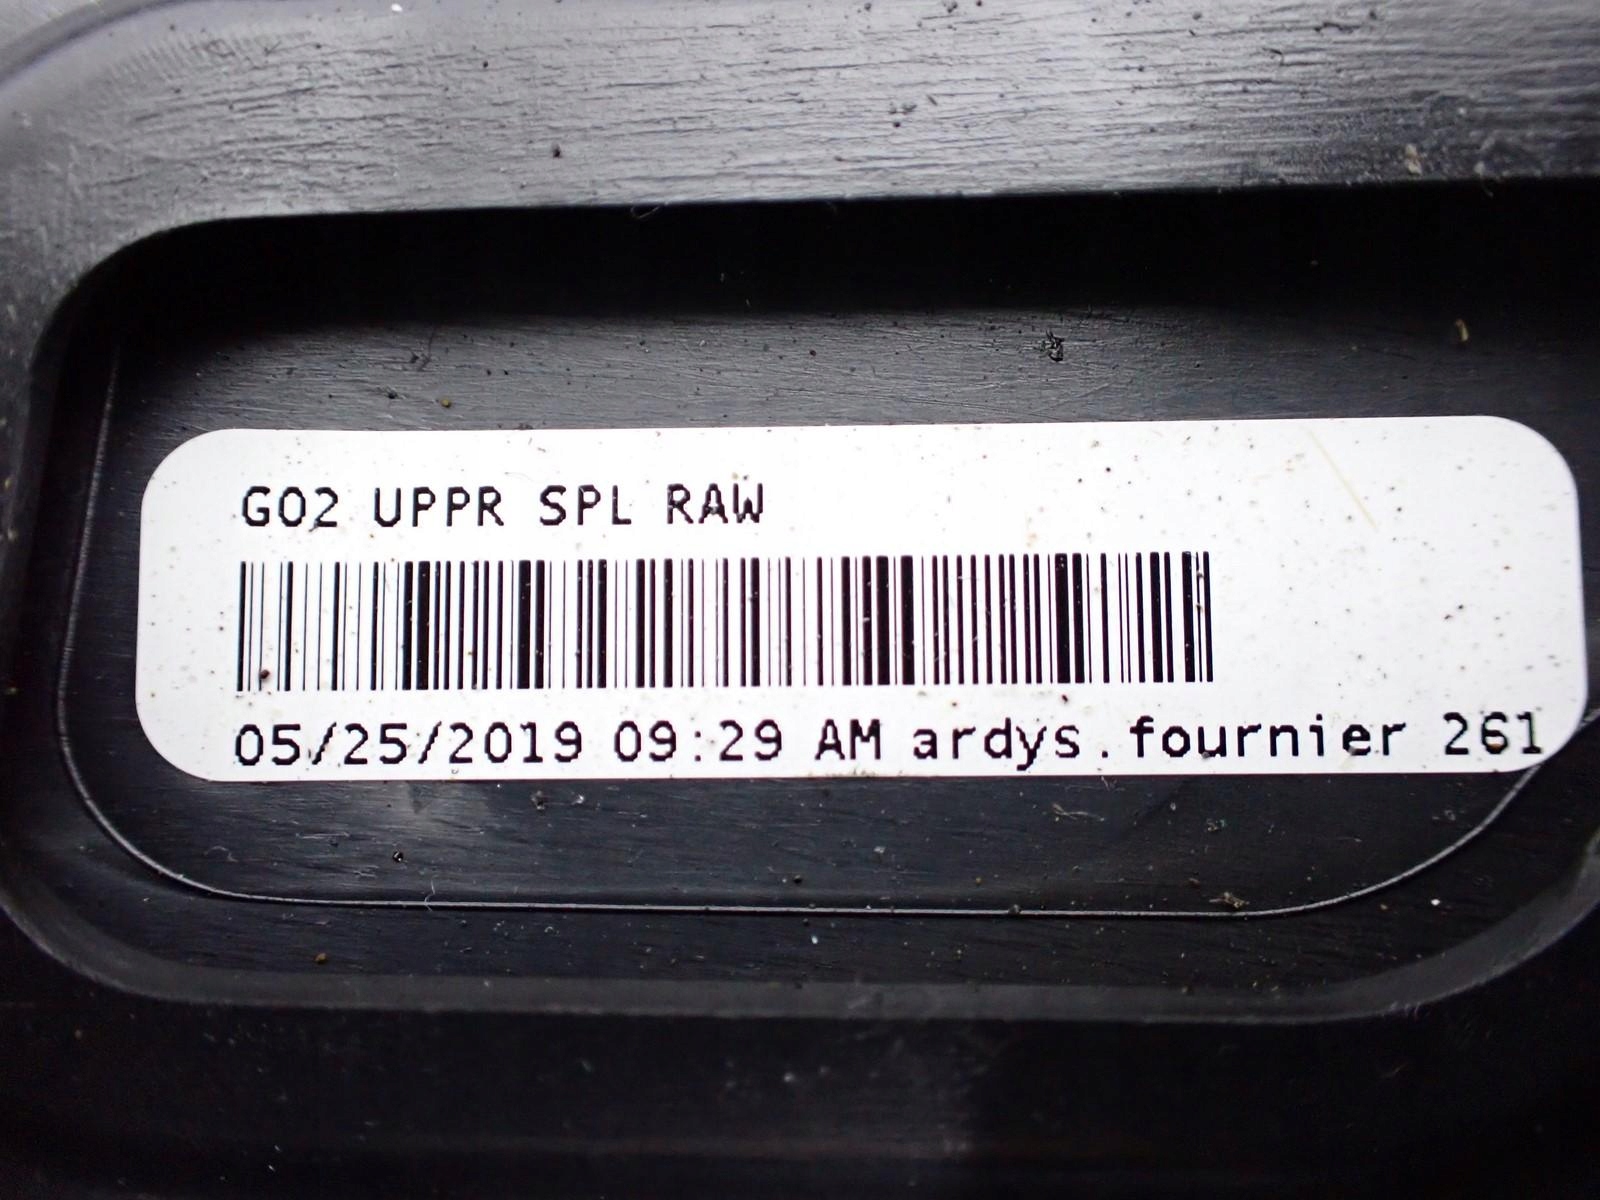 G02 UPPR SPL RAW
05/25/2019 09:29 AM ardys.fournier 261